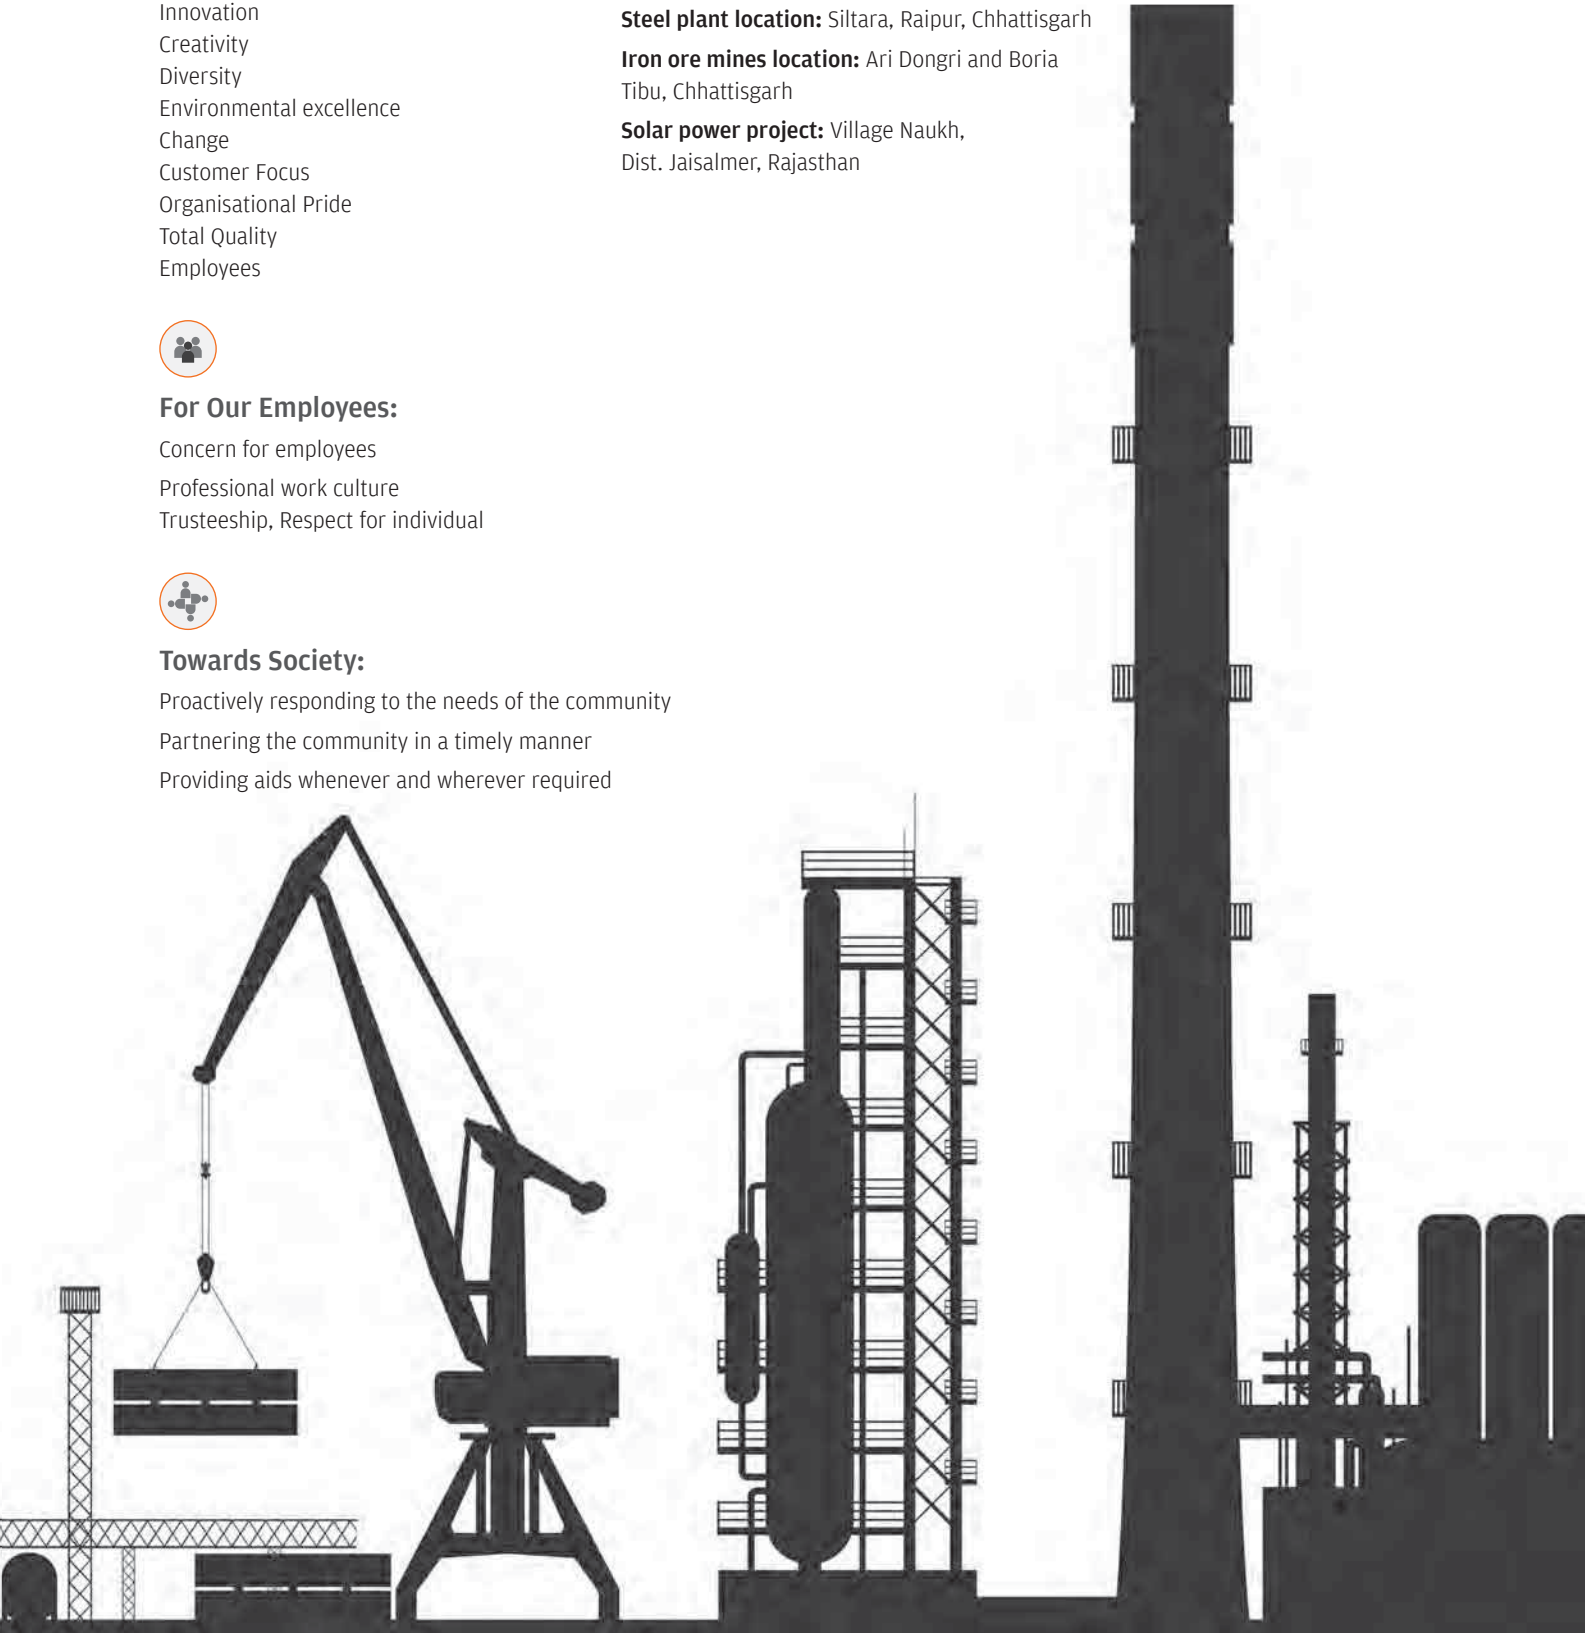 Innovation
Creativity
Diversity
Environmental excellence
Change
Customer Focus
Organisational Pride
Total Quality
Employees
For Our Employees:
Concern for employees
Professional work culture
Trusteeship, Respect for individual
Towards Society:
Proactively responding to the needs of the community
Partnering the community in a timely manner
Providing aids whenever and wherever required
Steel plant location: Siltara, Raipur, Chhattisgarh
Iron ore mines location: Ari Dongri and Boria
Tibu, Chhattisgarh
Solar power project: Village Naukh,
Dist. Jaisalmer, Rajasthan